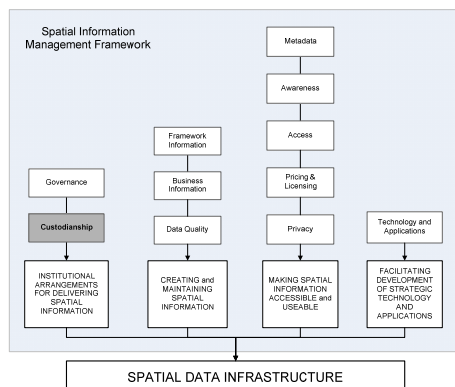 Spatial Information
Management Framework
Metadata
Awareness
Access
Pricing &
Licensing
Privacy
Framework
Information
Business
Information
Data Quality
Governance
Custodianship
Technology and
Applications
INSTITUTIONAL
ARRANGEMENTS
FOR DELIVERING
SPATIAL
INFORMATION
CREATING and
MAINTAINING
SPATIAL
INFORMATION
MAKING SPATIAL
INFORMATION
ACCESSIBLE and
USEABLE
FACILITATING
DEVELOPMENT
OF STRATEGIC
TECHNOLOGY
AND
APPLICATIONS
SPATIAL DATA INFRASTRUCTURE